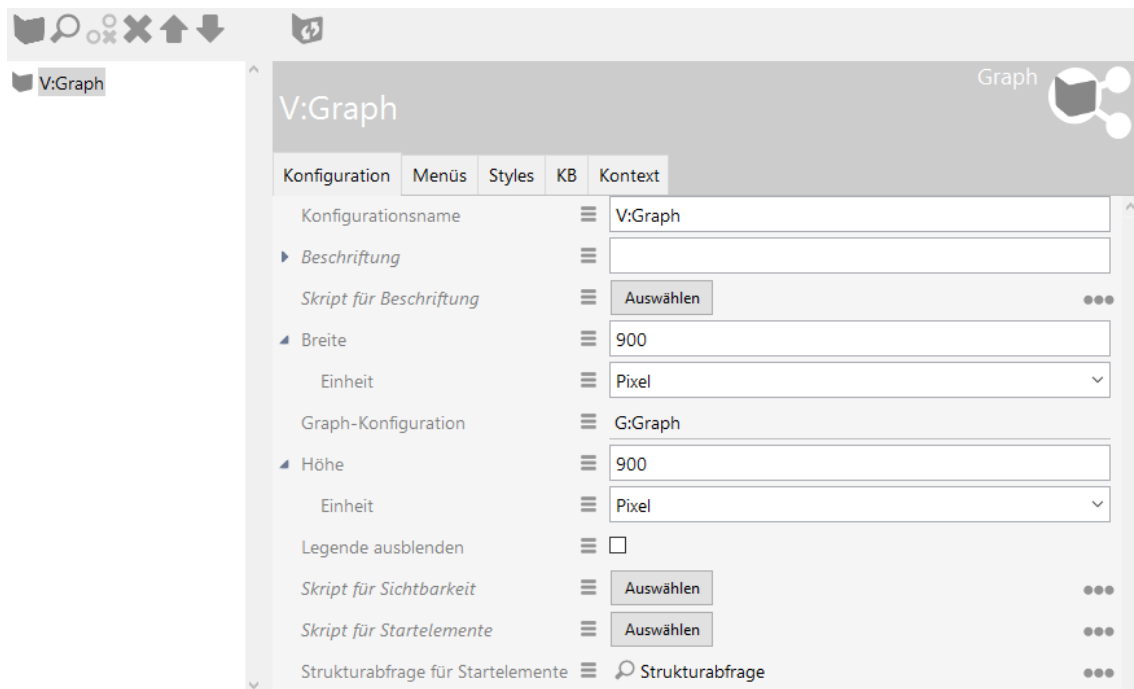 V:Graph
Graph
V:Graph
Konfiguration Menüs Styles KB Kontext
Konfigurationsname V:Graph
Beschriftung
Skript für Beschriftung Auswählen
Breite 900
Einheit Pixel
Graph-Konfiguration G:Graph
Höhe 900
Einheit Pixel
Legende ausblenden
Skript für Sichtbarkeit Auswählen
Skript für Startelemente Auswählen
Strukturabfrage für Startelemente Strukturabfrage